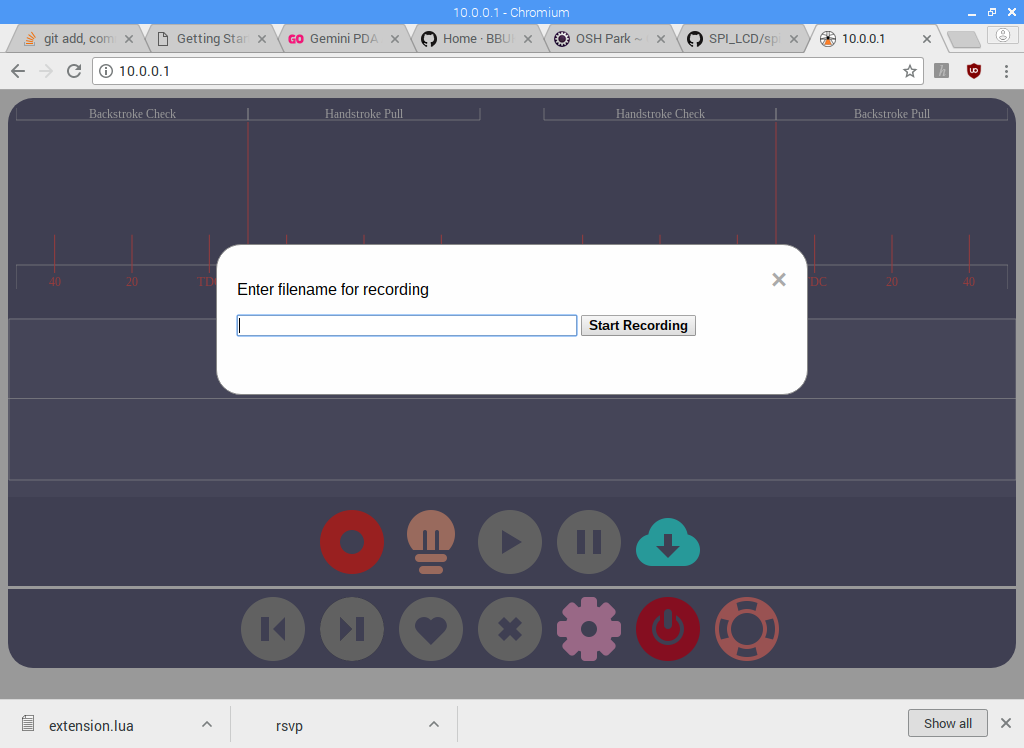 10.0.0.1 - Chromium
git add, com
Getting Star
Gemini PDA
Home · BBU
OSH Park ~
SPI_LCD/sp
10.0.0.1
10.0.0.1
Backstroke Check
Handstroke Pull
Handstroke Check
Backstroke Pull
40
20
TDC
DC
20
40
Enter filename for recording
Start Recording
extension.lua
rsvp
Show all